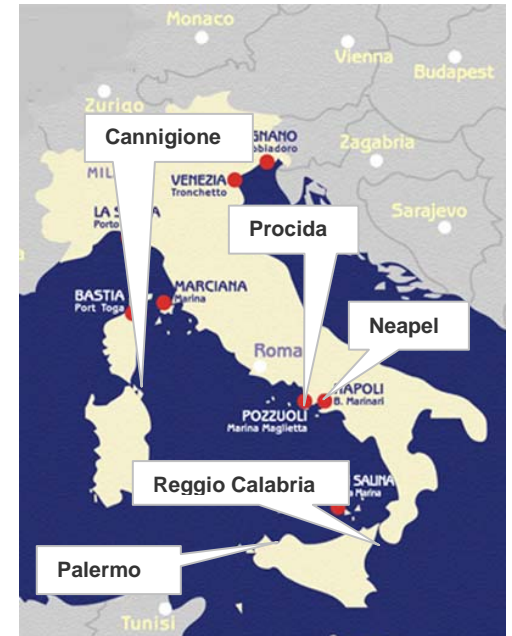 Monaco
Vienna
Budapest
Zurigo
Cannigione
GNANO
biadoro
Zagabria
MIL
VENEZIA
Tronchetto
LA S
Porto
Sarajevo
Procida
BASTIA
Port Toga
MARCIANA
Marina
Neapel
Roma
NAPOLI
B. Marinari
POZZUOLI
Marina Maglietta
Reggio Calabria
SALINA
Marina
Palermo
Tunisi